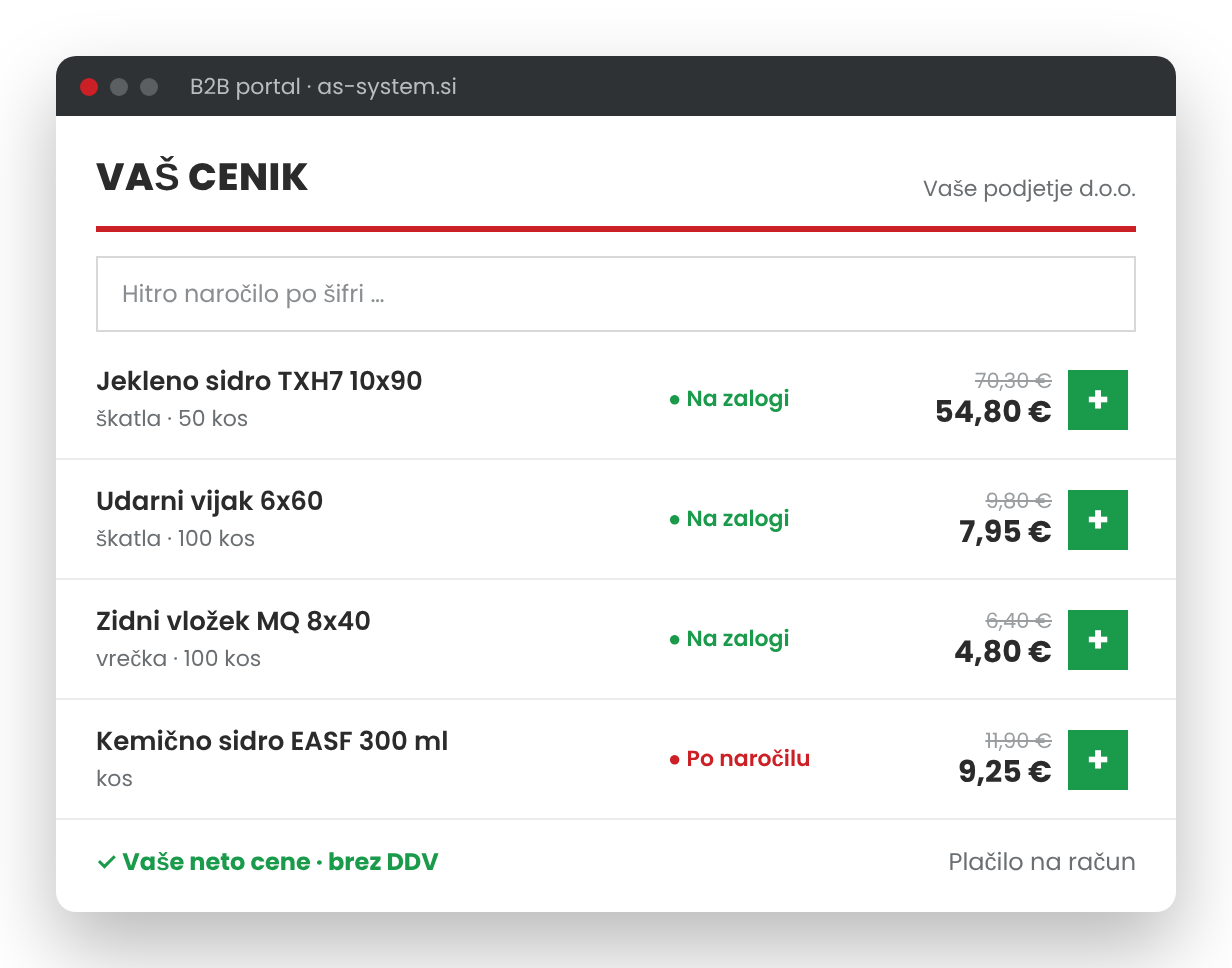 B2B portal · as-system.si
VAŠ CENIK
Vaše podjetje d.o.o.
Hitro naročilo po šifri ...
Jekleno sidro TXH7 10x90
škatla · 50 kos
● Na zalogi
70,30 €
54,80 €
+
Udarni vijak 6x60
škatla · 100 kos
● Na zalogi
9,80 €
7,95 €
+
Zidni vložek MQ 8x40
vrečka · 100 kos
● Na zalogi
6,40 €
4,80 €
+
Kemično sidro EASF 300 ml
kos
● Po naročilu
11,90 €
9,25 €
+
✓ Vaše neto cene · brez DDV
Plačilo na račun